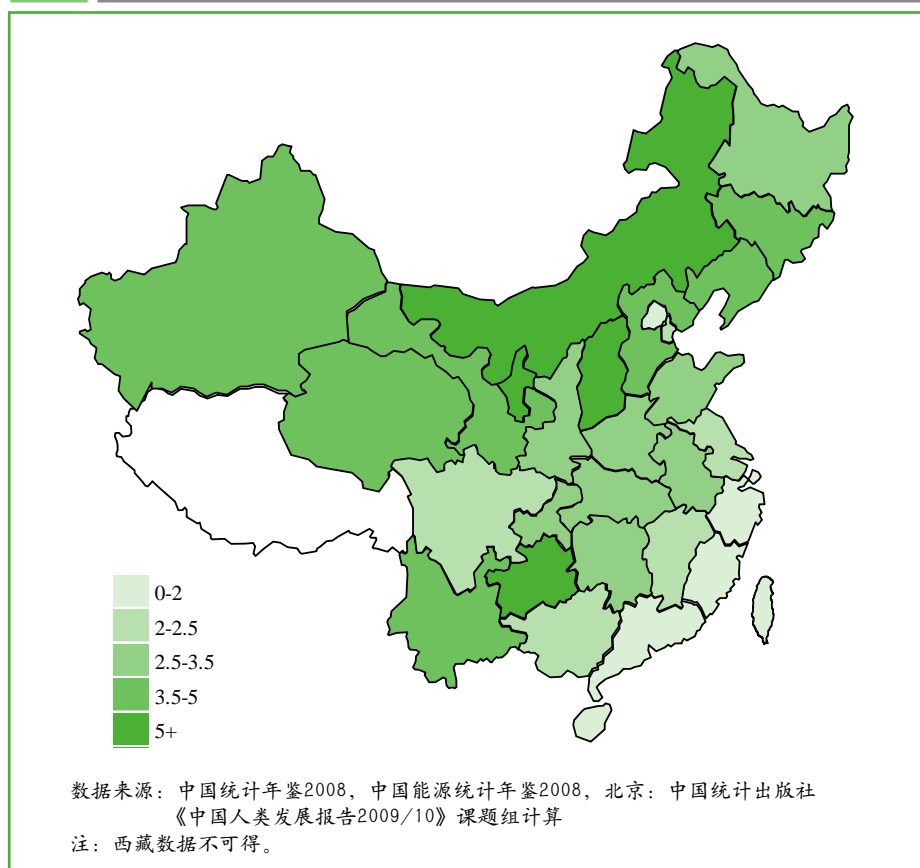 0-2
2-2.5
2.5-3.5
3.5-5
5+
数据来源：中国统计年鉴2008，中国能源统计年鉴2008，北京：中国统计出版社
《中国人类发展报告2009/10》课题组计算
注：西藏数据不可得。